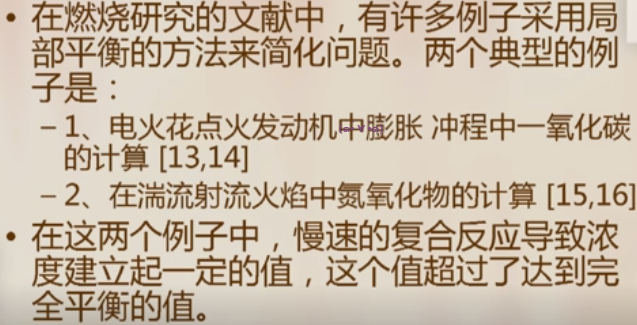 • 在燃烧研究的文献中，有许多例子采用局
部平衡的方法来简化问题。两个典型的例
子是：
– 1、电火花点火发动机中膨胀 冲程中一氧化碳
的计算 [13,14]
– 2、在湍流射流火焰中氮氧化物的计算 [15,16]
• 在这两个例子中，慢速的复合反应导致浓
度建立起一定的值，这个值超过了达到完
全平衡的值。